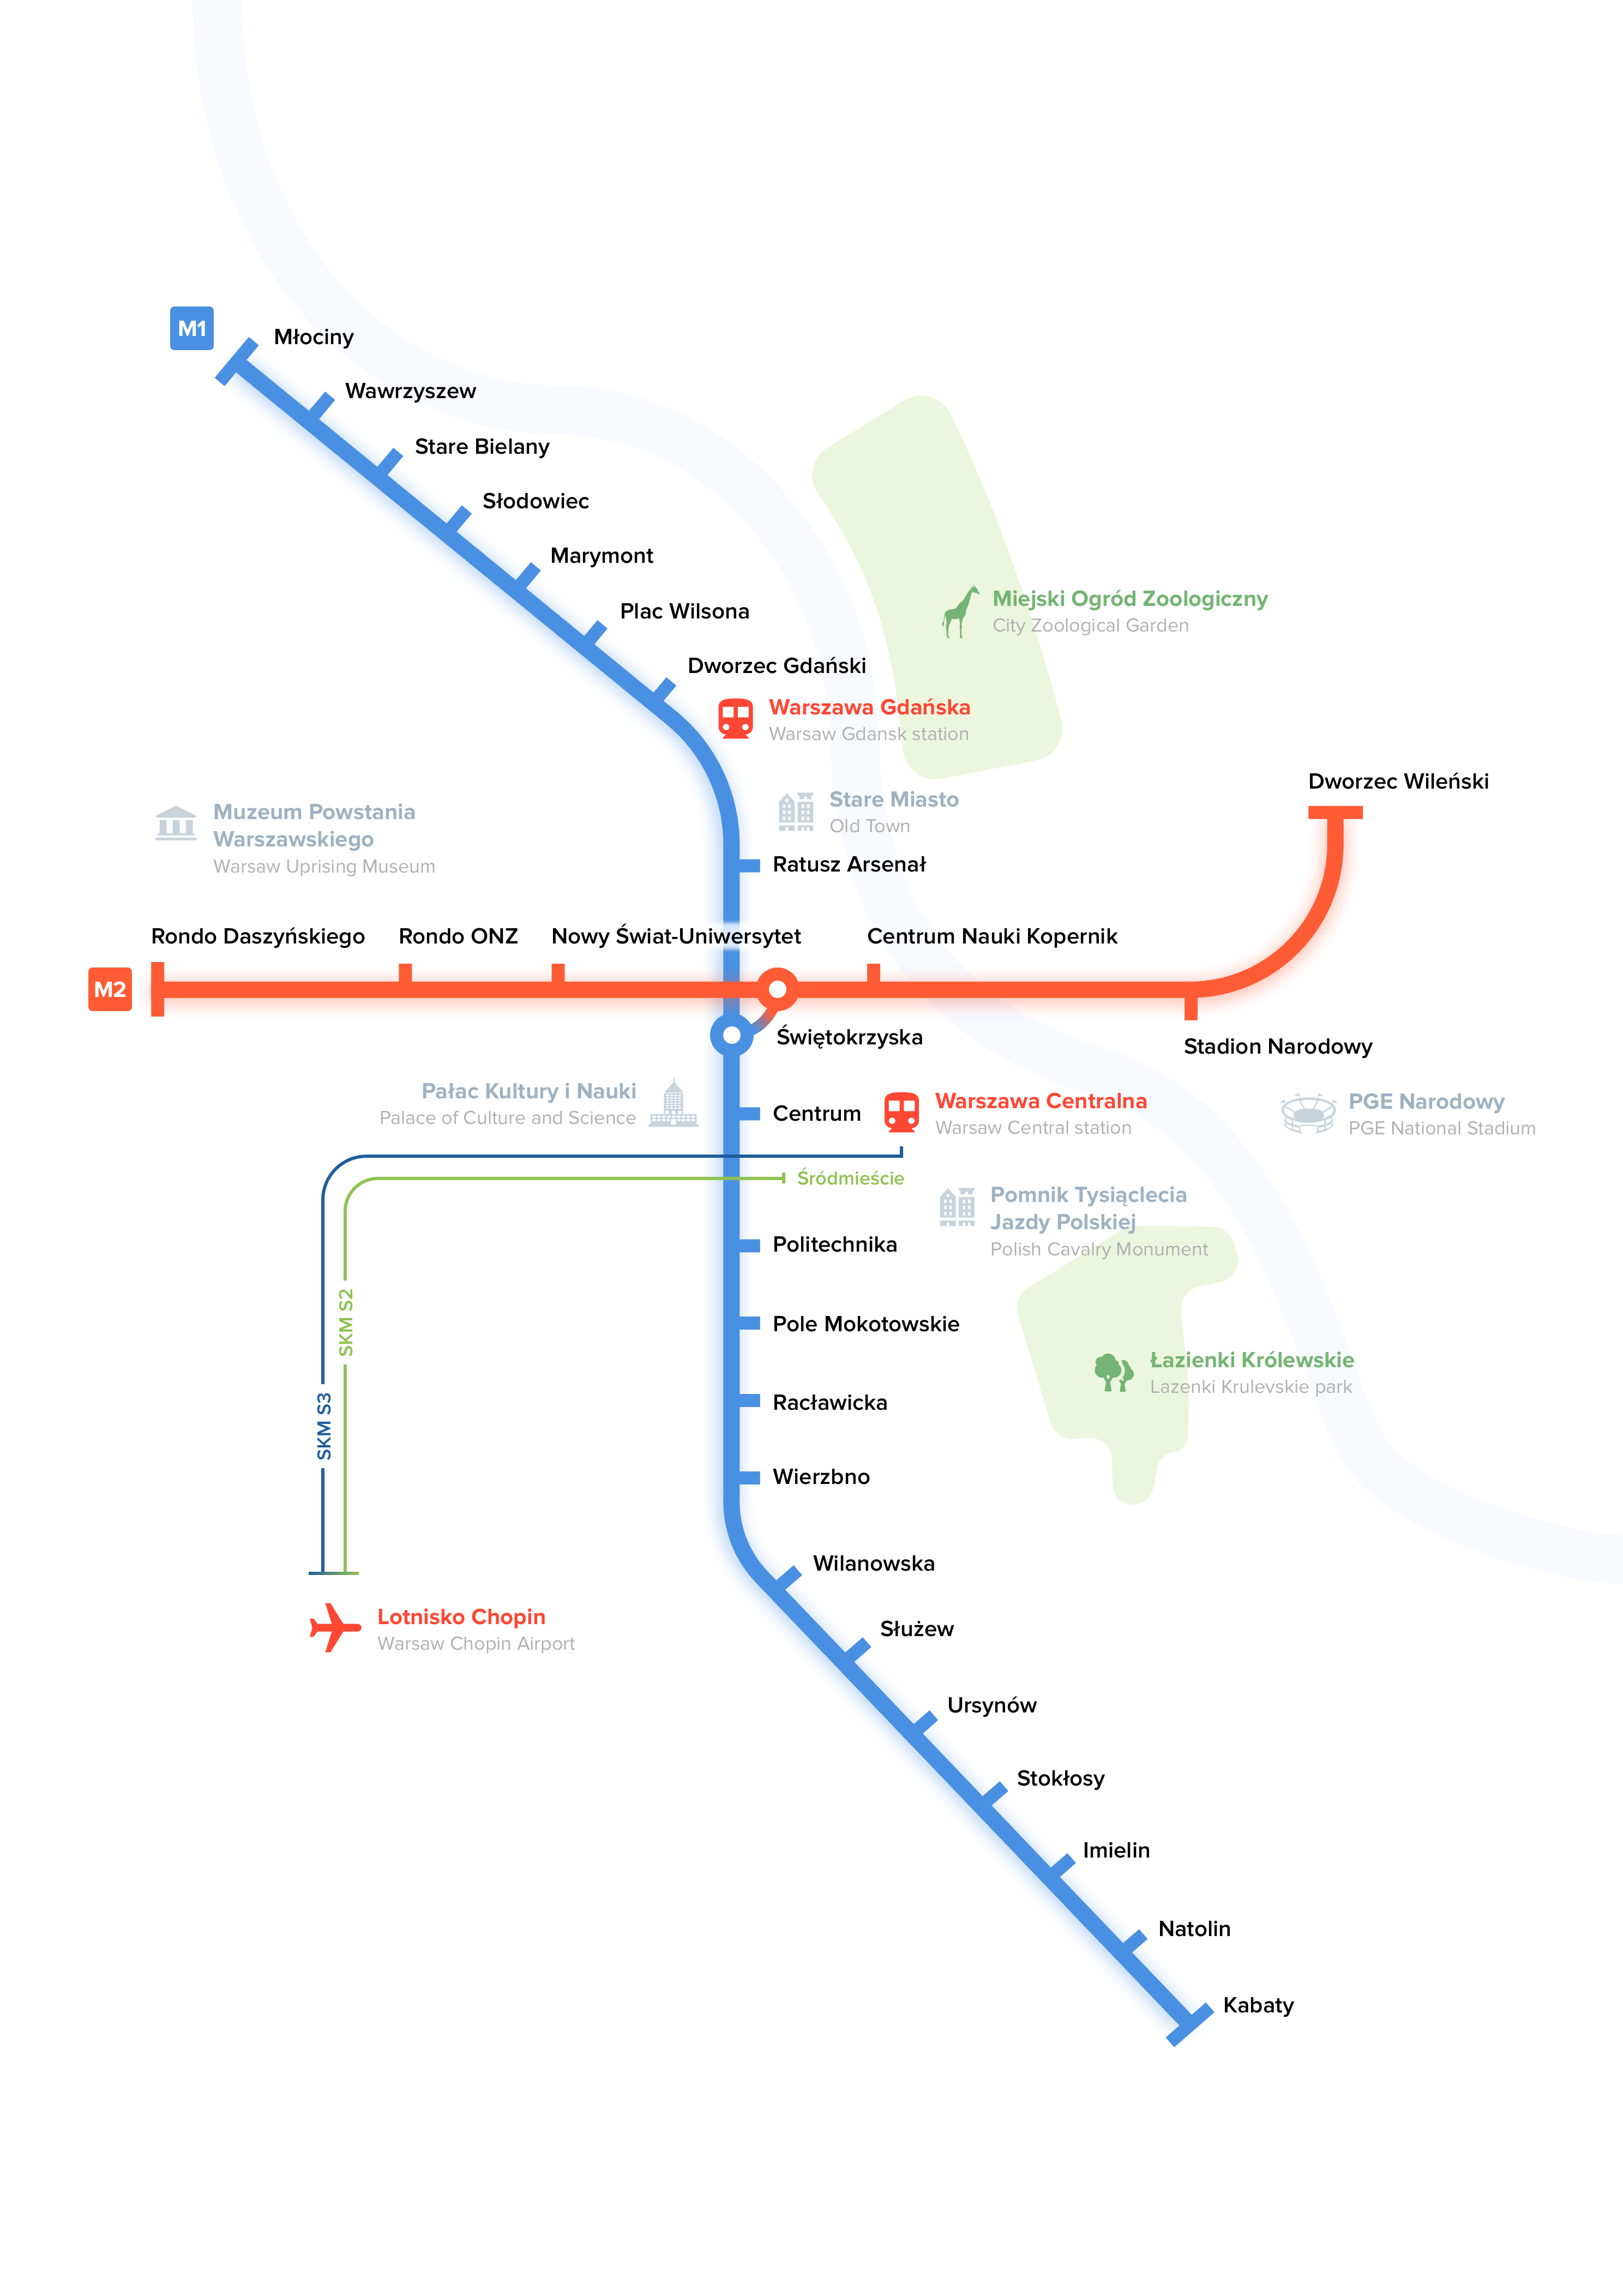 M1
Młociny
Wawrzyszew
Stare Bielany
Słodowiec
Marymont
Plac Wilsona
Dworzec Gdański
Warszawa Gdańska
Warsaw Gdansk station
Miejski Ogród Zoologiczny
City Zoological Garden
Stare Miasto
Old Town
Ratusz Arsenał
Muzeum Powstania
Warszawskiego
Warsaw Uprising Museum
Dworzec Wileński
M2
Rondo Daszyńskiego
Rondo ONZ
Nowy Świat-Uniwersytet
Centrum Nauki Kopernik
Świętokrzyska
Stadion Narodowy
Pałac Kultury i Nauki
Palace of Culture and Science
Centrum
Warszawa Centralna
Warsaw Central station
PGE Narodowy
PGE National Stadium
Śródmieście
Pomnik Tysiąclecia
Jazdy Polskiej
Polish Cavalry Monument
Politechnika
Pole Mokotowskie
SKM S2
SKM S3
Łazienki Królewskie
Lazenki Krulevskie park
Racławicka
Wierzbno
Wilanowska
Lotnisko Chopin
Warsaw Chopin Airport
Służew
Ursynów
Stokłosy
Imielin
Natolin
Kabaty